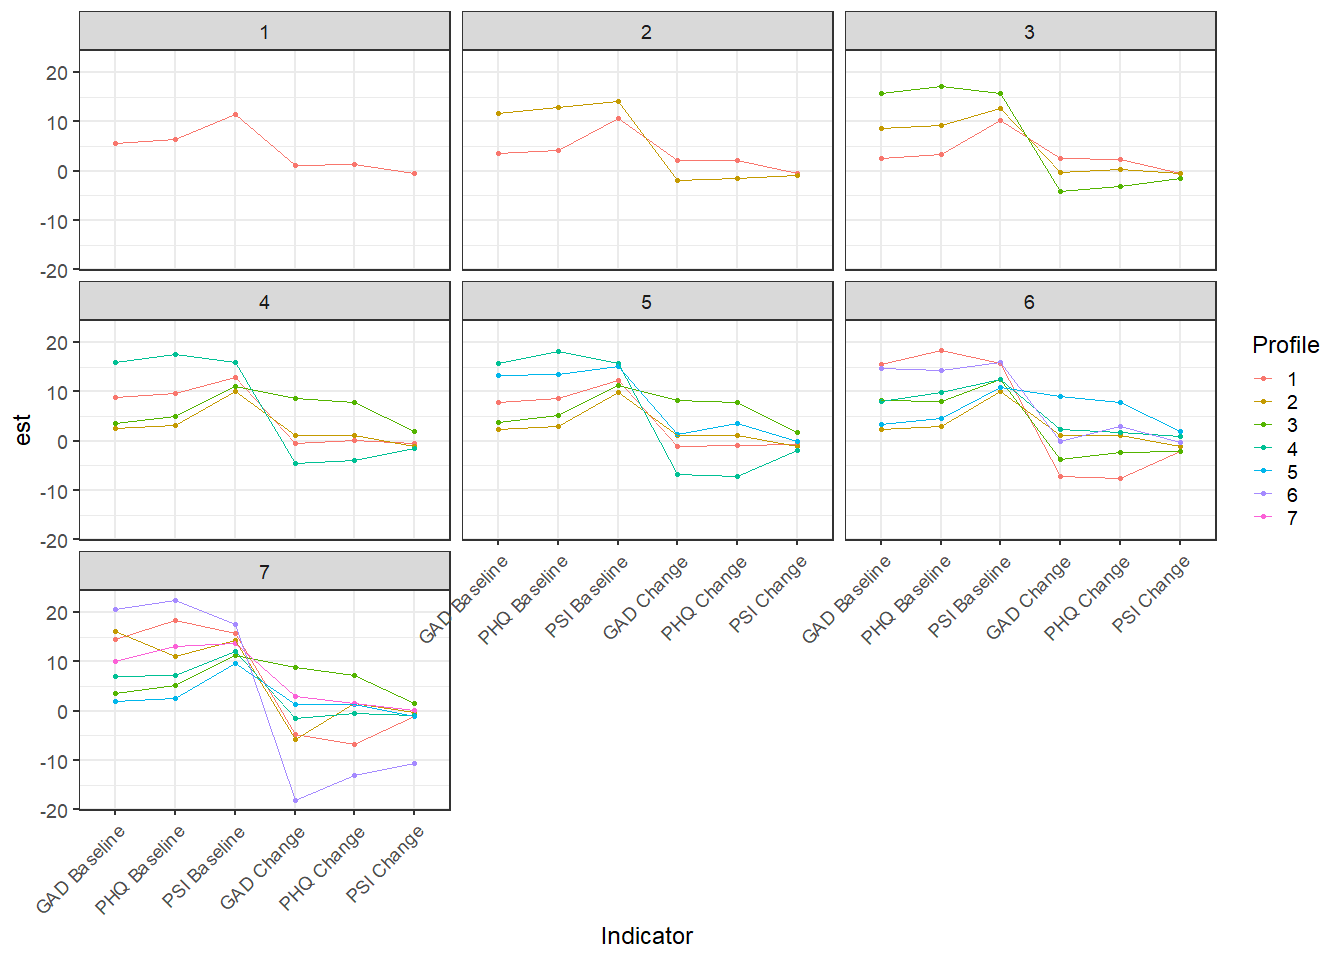 1
2
3
20
10
0
-10
-20
4
5
6
20
10
0
-10
-20
est
Profile
1
2
3
4
5
6
7
GAD Baseline
PHQ Baseline
PSI Baseline
GAD Change
PHQ Change
PSI Change
GAD Baseline
PHQ Baseline
PSI Baseline
GAD Change
PHQ Change
PSI Change
7
20
10
0
-10
-20
GAD Baseline
PHQ Baseline
PSI Baseline
GAD Change
PHQ Change
PSI Change
Indicator